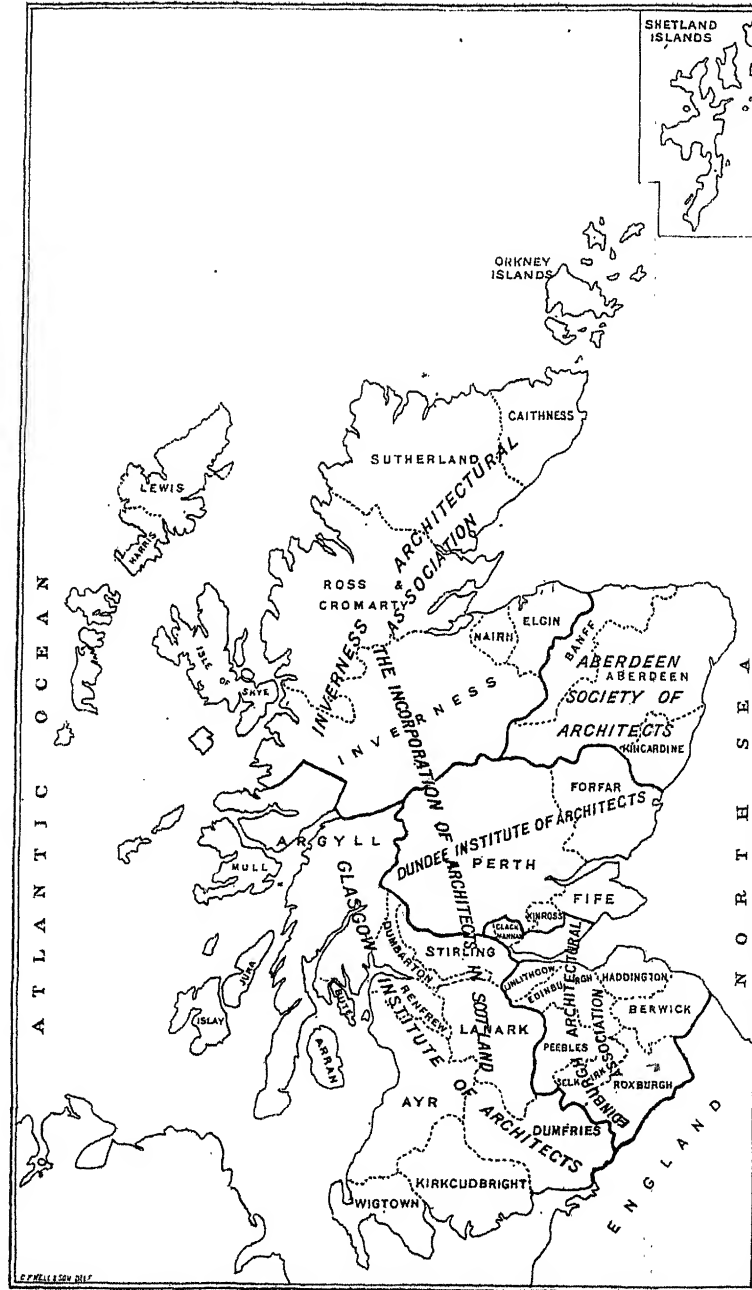 SHETLAND
ISLANDS
ORKNEY
ISLANDS
CAITHNESS
SUTHERLAND
LEWIS
HARRIS
ROSS &
CROMARTY
INVERNESS ARCHITECTURAL
ASSOCIATION
ISLE OF
SKYE
NAIRN
ELGIN
BANFF
INVERNESS
ABERDEEN
ABERDEEN
SOCIETY OF
ARCHITECTS
KINCARDINE
THE INCORPORATION OF ARCHITECTS IN SCOTLAND
ATLANTIC OCEAN
NORTH SEA
FORFAR
DUNDEE INSTITUTE OF ARCHITECTS
PERTH
ARGYLL
MULL
FIFE
KINROSS
CLACK
MANNAN
GLASGOW INSTITUTE OF ARCHITECTS
DUMBARTON
STIRLING
JURA
ISLAY
BUTE
ARRAN
RENFREW
LANARK
LINLITHGOW
EDINBURGH
HADDINGTON
BERWICK
EDINBURGH ARCHITECTURAL
ASSOCIATION
PEEBLES
SELKIRK
ROXBURGH
AYR
DUMFRIES
KIRKCUDBRIGHT
WIGTOWN
ENGLAND